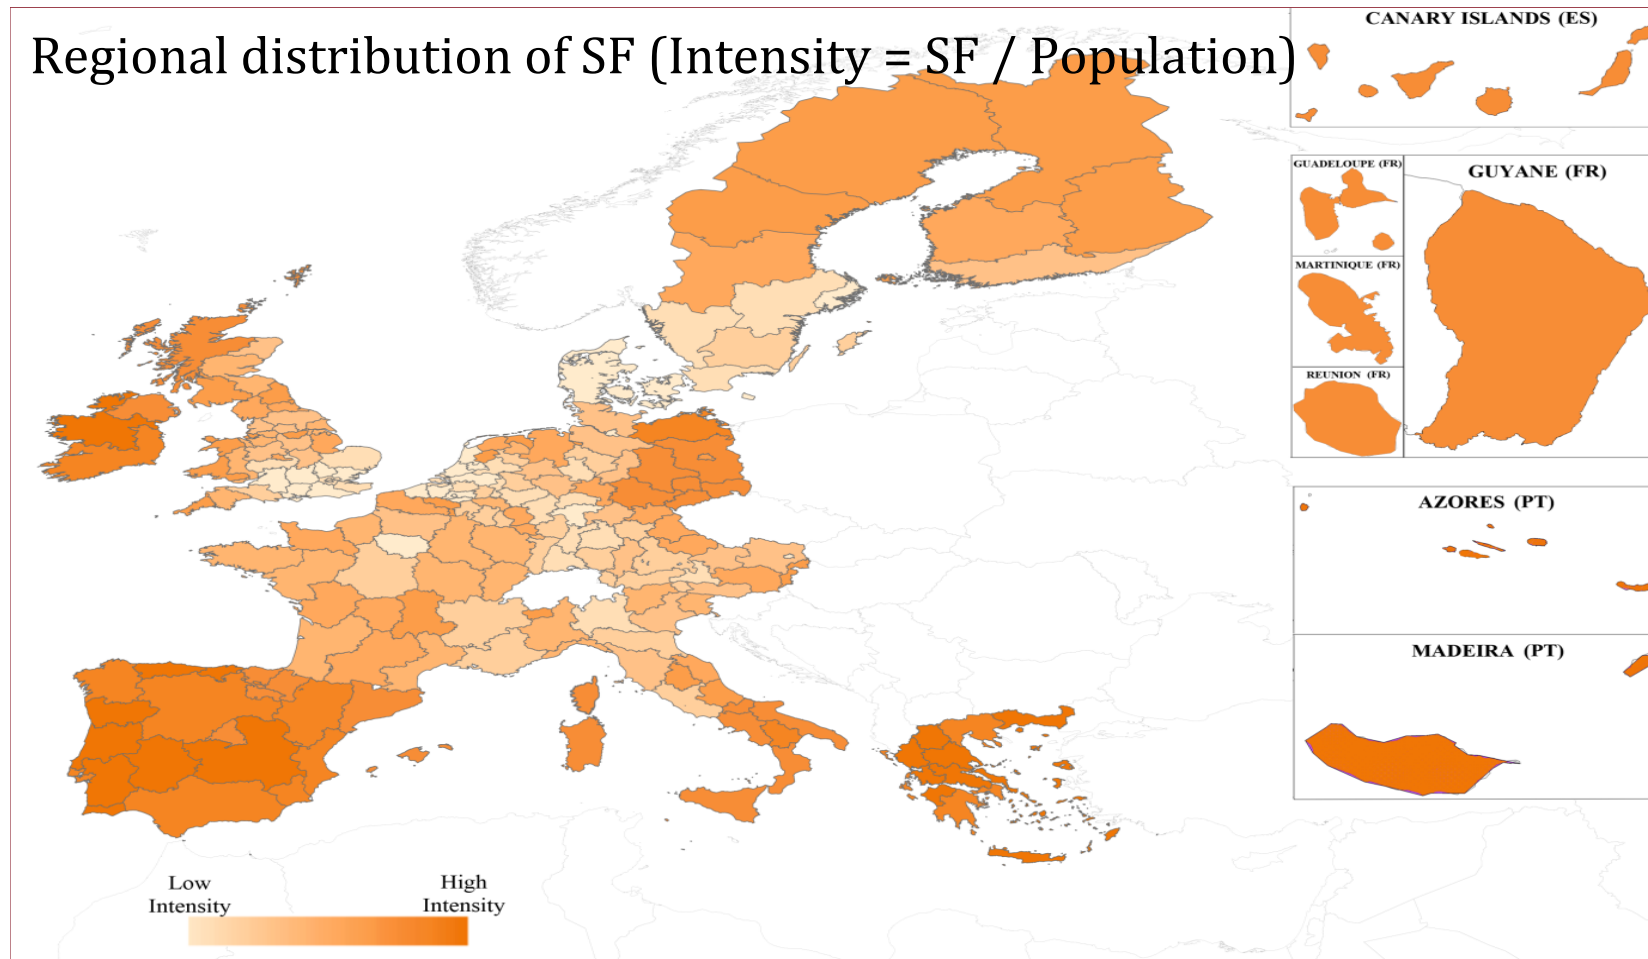 Regional distribution of SF (Intensity = SF / Population)
CANARY ISLANDS (ES)
GUADELOUPE (FR)
GUYANE (FR)
MARTINIQUE (FR)
REUNION (FR)
AZORES (PT)
MADEIRA (PT)
Low
Intensity
High
Intensity